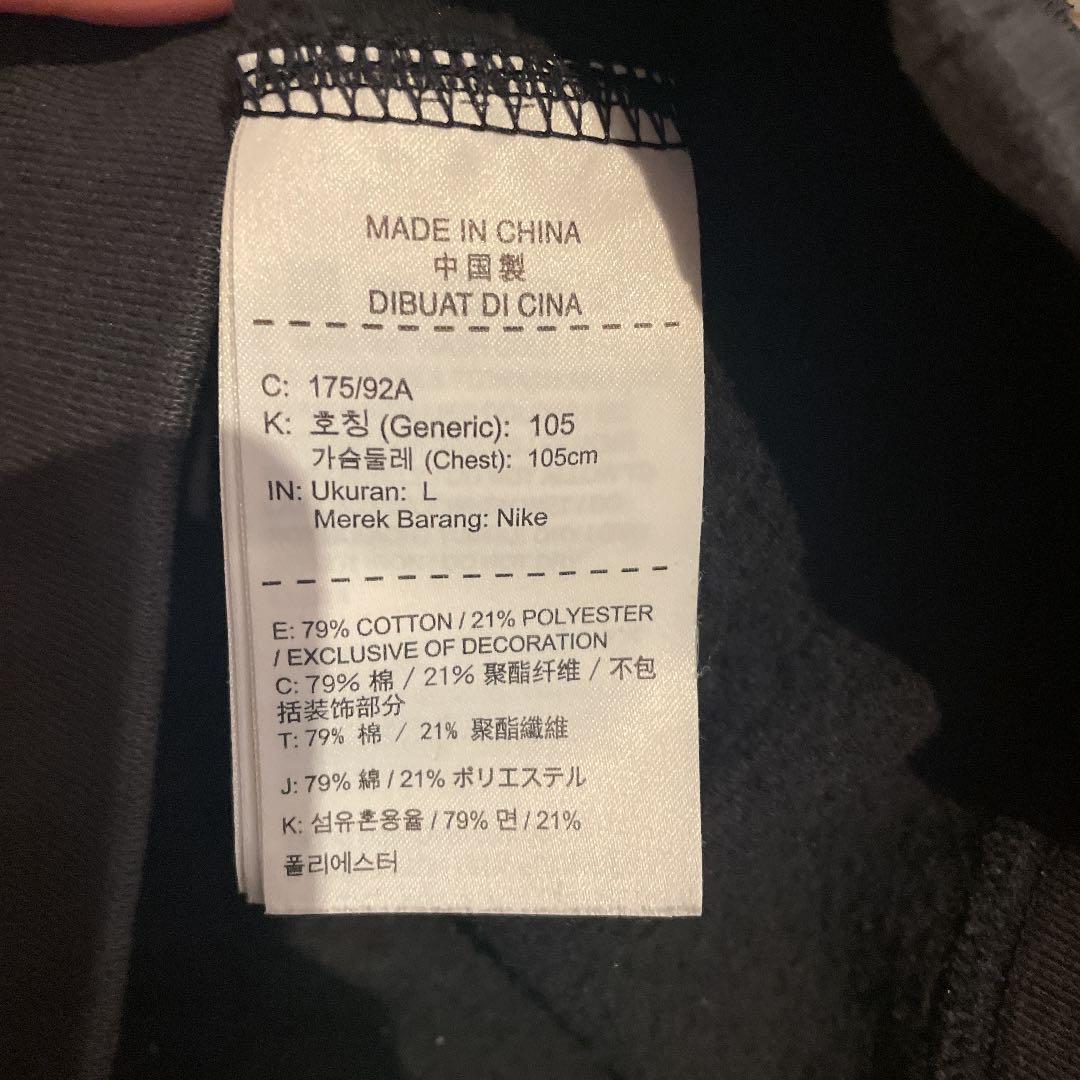 MADE IN CHINA
中国製
DIBUAT DI CINA
C: 175/92A
K: 호칭 (Generic): 105
가슴둘레 (Chest): 105cm
IN: Ukuran: L
Merek Barang: Nike
E: 79% COTTON / 21% POLYESTER
/ EXCLUSIVE OF DECORATION
C: 79% 棉 / 21% 聚酯纤维 / 不包
括装饰部分
T: 79% 棉 / 21% 聚酯纖維
J: 79% 綿 / 21% ポリエステル
K: 섬유혼용율 / 79% 면 / 21%
폴리에스터